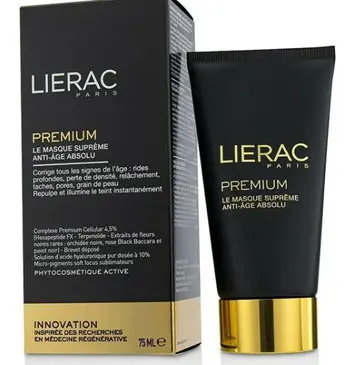 LIERAC
PARIS
PREMIUM
LE MASQUE SUPRÊME
ANTI-ÂGE ABSOLU
Corrige tous les signes de l'âge : rides
profondes, perte de densité, relâchement,
taches, pores, grain de peau
Repulpe et illumine le teint instantanément
Complexe Premium Cellular 4,5%
(Hexapeptide FX - Terpenoïde - Extraits de fleurs
noires rares : orchidée noire, rose Black Baccara et
pavot noir) - Brevet déposé
Solution d'acide hyaluronique pur dosée à 10%
Micro-pigments soft focus sublimateurs
PHYTOCOSMÉTIQUE ACTIVE
INNOVATION
INSPIRÉE DES RECHERCHES
EN MÉDECINE RÉGÉNÉRATIVE
75 ML e
LIERAC
PARIS
PREMIUM
LE MASQUE SUPRÊME
ANTI-ÂGE ABSOLU